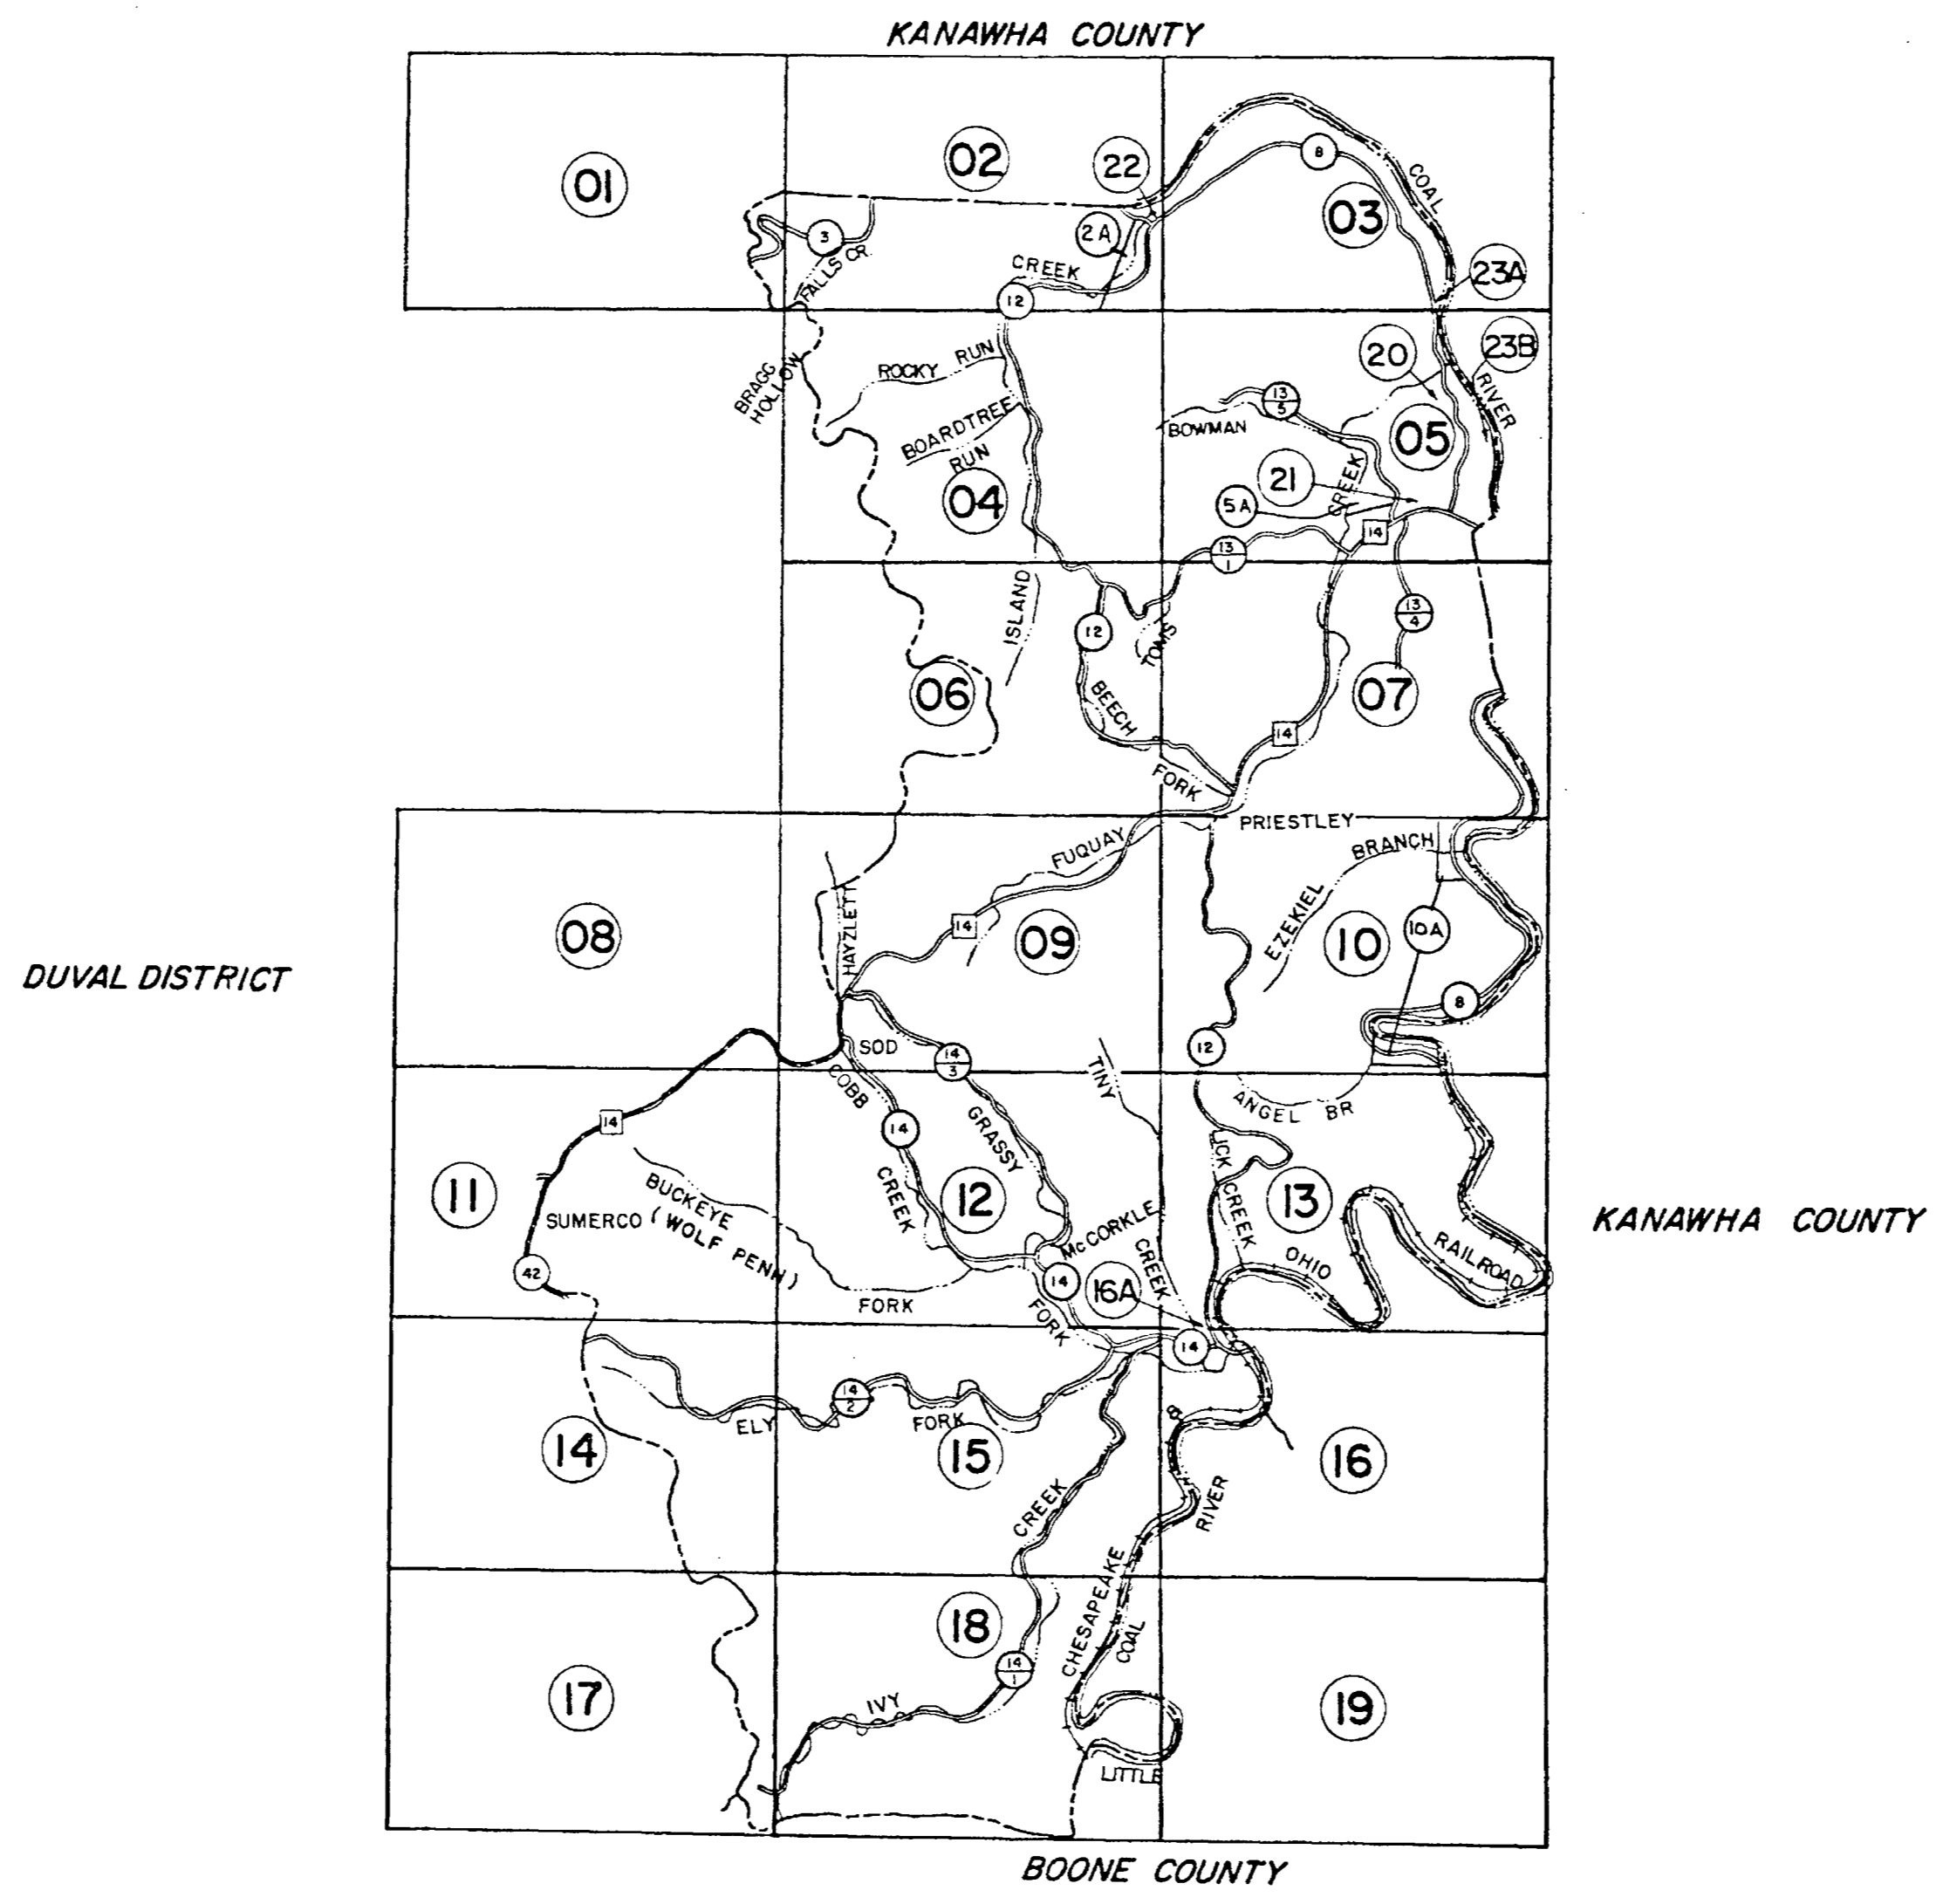 KANAWHA COUNTY
01
02
22
8
COAL
03
3
FALLS CR.
2A
CREEK
12
23A
BRAGG
HOLLOW
ROCKY RUN
BOARDTREE
RUN
04
20
23B
RIVER
13
5
BOWMAN
05
21
CREEK
5A
14
13
1
ISLAND
12
TOMS
13
4
06
BEECH
07
14
FORK
PRIESTLEY
FUQUAY
BRANCH
EZEKIEL
HAYZLETT
08
14
09
10
10A
DUVAL DISTRICT
8
SOD
14
3
12
COBB
TINY
ANGEL BR
14
14
GRASSY
11
BUCKEYE
SUMERCO (WOLF PENN)
CREEK
12
McCORKLE
CREEK
ICK
CREEK
13
KANAWHA COUNTY
OHIO
RAILROAD
42
14
16A
FORK
FORK
14
14
2
ELY
FORK
8
14
15
16
CREEK
RIVER
CHESAPEAKE
COAL
18
14
1
17
IVY
19
LITTLE
BOONE COUNTY